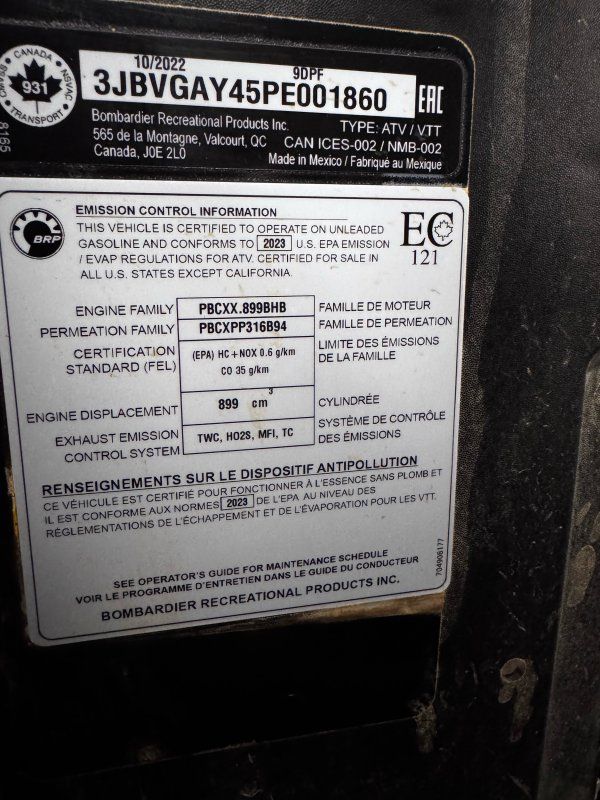 CANADA
931
TRANSPORT
NSVAC
NSVAC
8165
10/2022 9DPF
3JBVGAY45PE001860
EAC
Bombardier Recreational Products Inc. TYPE: ATV / VTT
565 de la Montagne, Valcourt, QC CAN ICES-002 / NMB-002
Canada, J0E 2L0 Made in Mexico / Fabriqué au Mexique
BRP
EMISSION CONTROL INFORMATION
THIS VEHICLE IS CERTIFIED TO OPERATE ON UNLEADED
GASOLINE AND CONFORMS TO 2023 U.S. EPA EMISSION
/ EVAP REGULATIONS FOR ATV. CERTIFIED FOR SALE IN
ALL U.S. STATES EXCEPT CALIFORNIA.
EC
121
ENGINE FAMILY PBCXX.899BHB FAMILLE DE MOTEUR
PERMEATION FAMILY PBCXPP316B94 FAMILLE DE PERMEATION
CERTIFICATION (EPA) HC+NOX 0.6 g/km LIMITE DES ÉMISSIONS
STANDARD (FEL) CO 35 g/km DE LA FAMILLE
ENGINE DISPLACEMENT 899 cm3 CYLINDRÉE
EXHAUST EMISSION TWC, HO2S, MFI, TC SYSTÈME DE CONTRÔLE
CONTROL SYSTEM DES ÉMISSIONS
RENSEIGNEMENTS SUR LE DISPOSITIF ANTIPOLLUTION
CE VÉHICULE EST CERTIFIÉ POUR FONCTIONNER À L'ESSENCE SANS PLOMB ET
IL EST CONFORME AUX NORMES 2023 DE L'EPA AU NIVEAU DES
RÉGLEMENTATIONS DE L'ÉCHAPPEMENT ET DE L'ÉVAPORATION POUR LES VTT.
SEE OPERATOR'S GUIDE FOR MAINTENANCE SCHEDULE
VOIR LE PROGRAMME D'ENTRETIEN DANS LE GUIDE DU CONDUCTEUR
BOMBARDIER RECREATIONAL PRODUCTS INC.
704906177